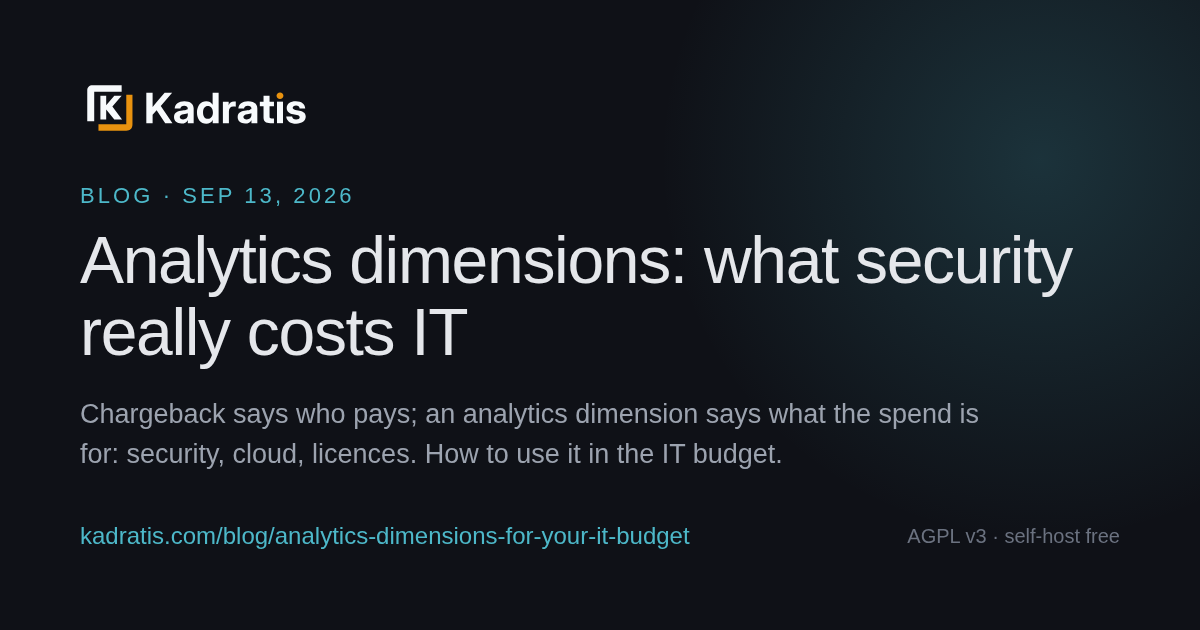 Kadratis
BLOG · SEP 13, 2026
Analytics dimensions: what security
really costs IT
Chargeback says who pays; an analytics dimension says what the spend is
for: security, cloud, licences. How to use it in the IT budget.
kadratis.com/blog/analytics-dimensions-for-your-it-budget
AGPL v3 · self-host free